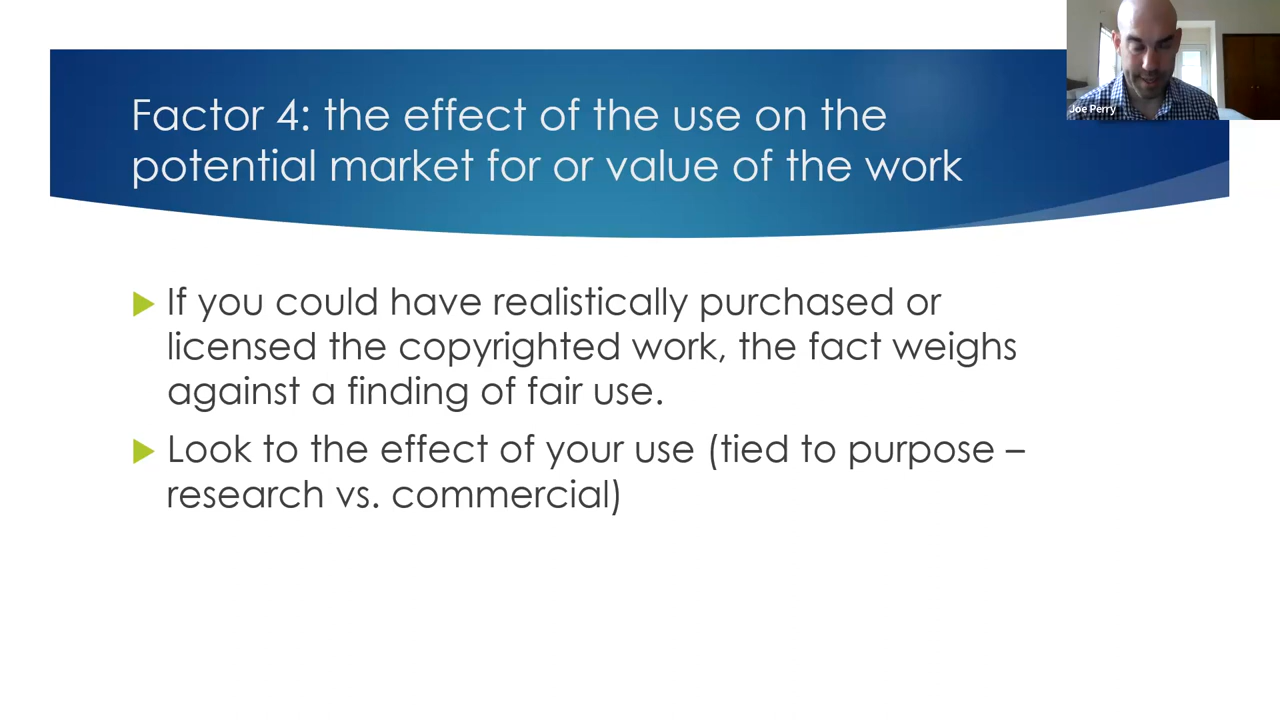 Factor 4: the effect of the use on the
potential market for or value of the work
Joe Perry
If you could have realistically purchased or
licensed the copyrighted work, the fact weighs
against a finding of fair use.
Look to the effect of your use (tied to purpose –
research vs. commercial)